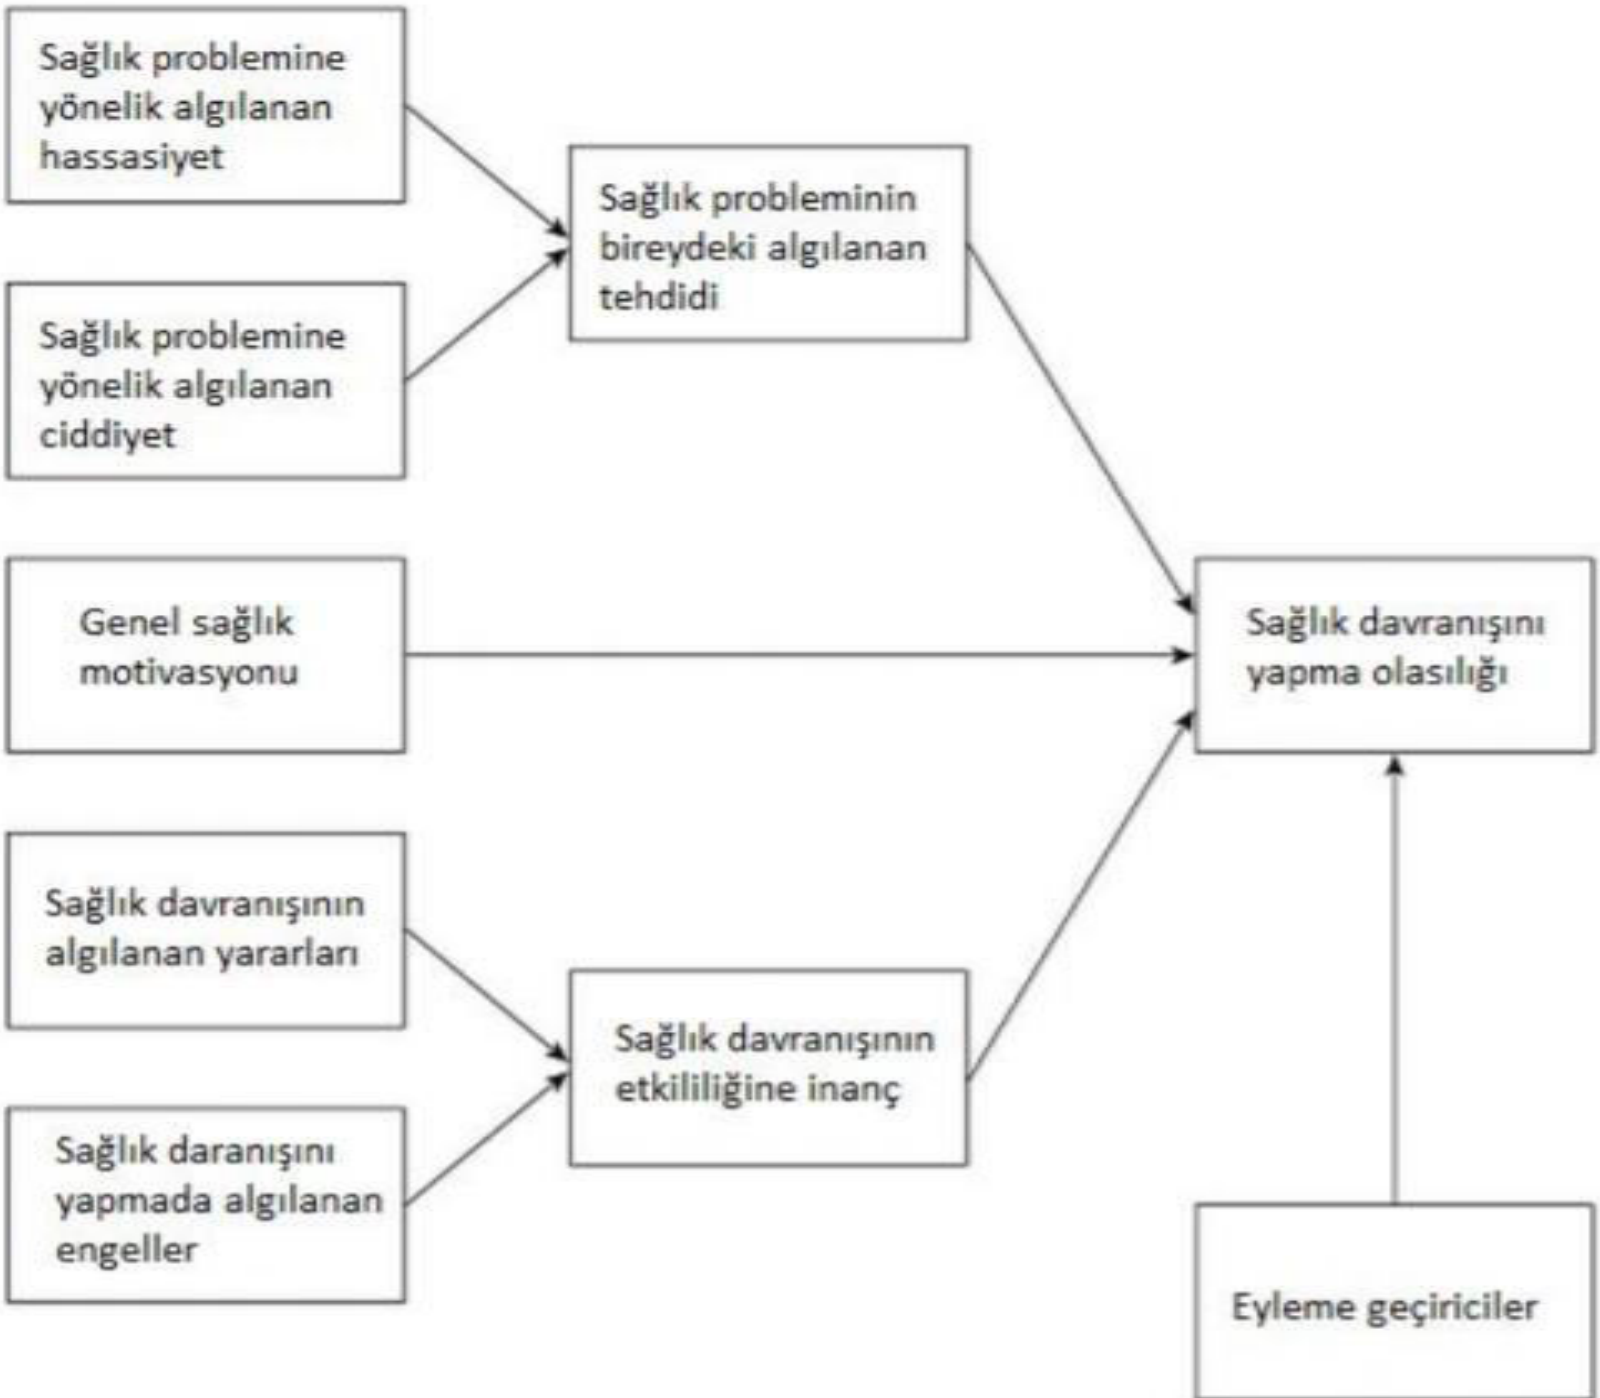 Sağlık problemine
yönelik algılanan
hassasiyet
Sağlık probleminin
bireydeki algılanan
tehdidi
Sağlık problemine
yönelik algılanan
ciddiyet
Genel sağlık
motivasyonu
Sağlık davranışını
yapma olasılığı
Sağlık davranışının
algılanan yararları
Sağlık davranışının
etkililiğine inanç
Sağlık daranışını
yapmada algılanan
engeller
Eyleme geçiriciler